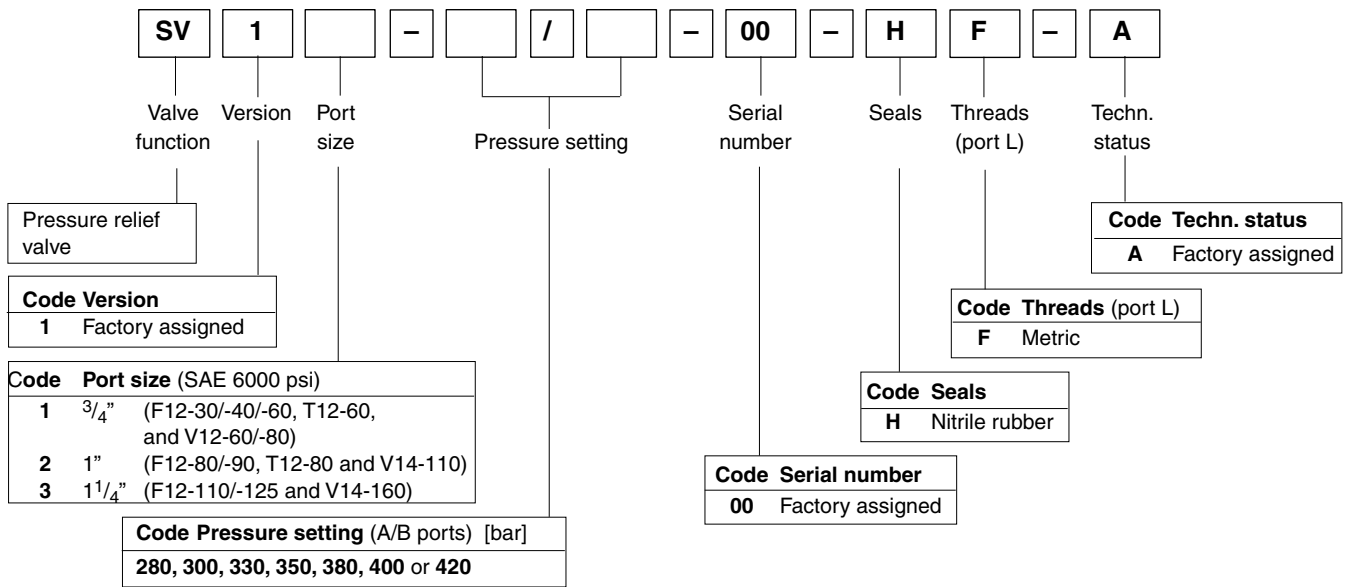 SV 1 – / – 00 – H F – A
Valve function
Version
Port size
Pressure setting
Serial number
Seals
Threads (port L)
Techn. status
Pressure relief
valve
Code Version
1 Factory assigned
Code Port size (SAE 6000 psi)
1 3/4” (F12-30/-40/-60, T12-60,
and V12-60/-80)
2 1” (F12-80/-90, T12-80 and V14-110)
3 11/4” (F12-110/-125 and V14-160)
Code Pressure setting (A/B ports) [bar]
280, 300, 330, 350, 380, 400 or 420
Code Serial number
00 Factory assigned
Code Seals
H Nitrile rubber
Code Threads (port L)
F Metric
Code Techn. status
A Factory assigned